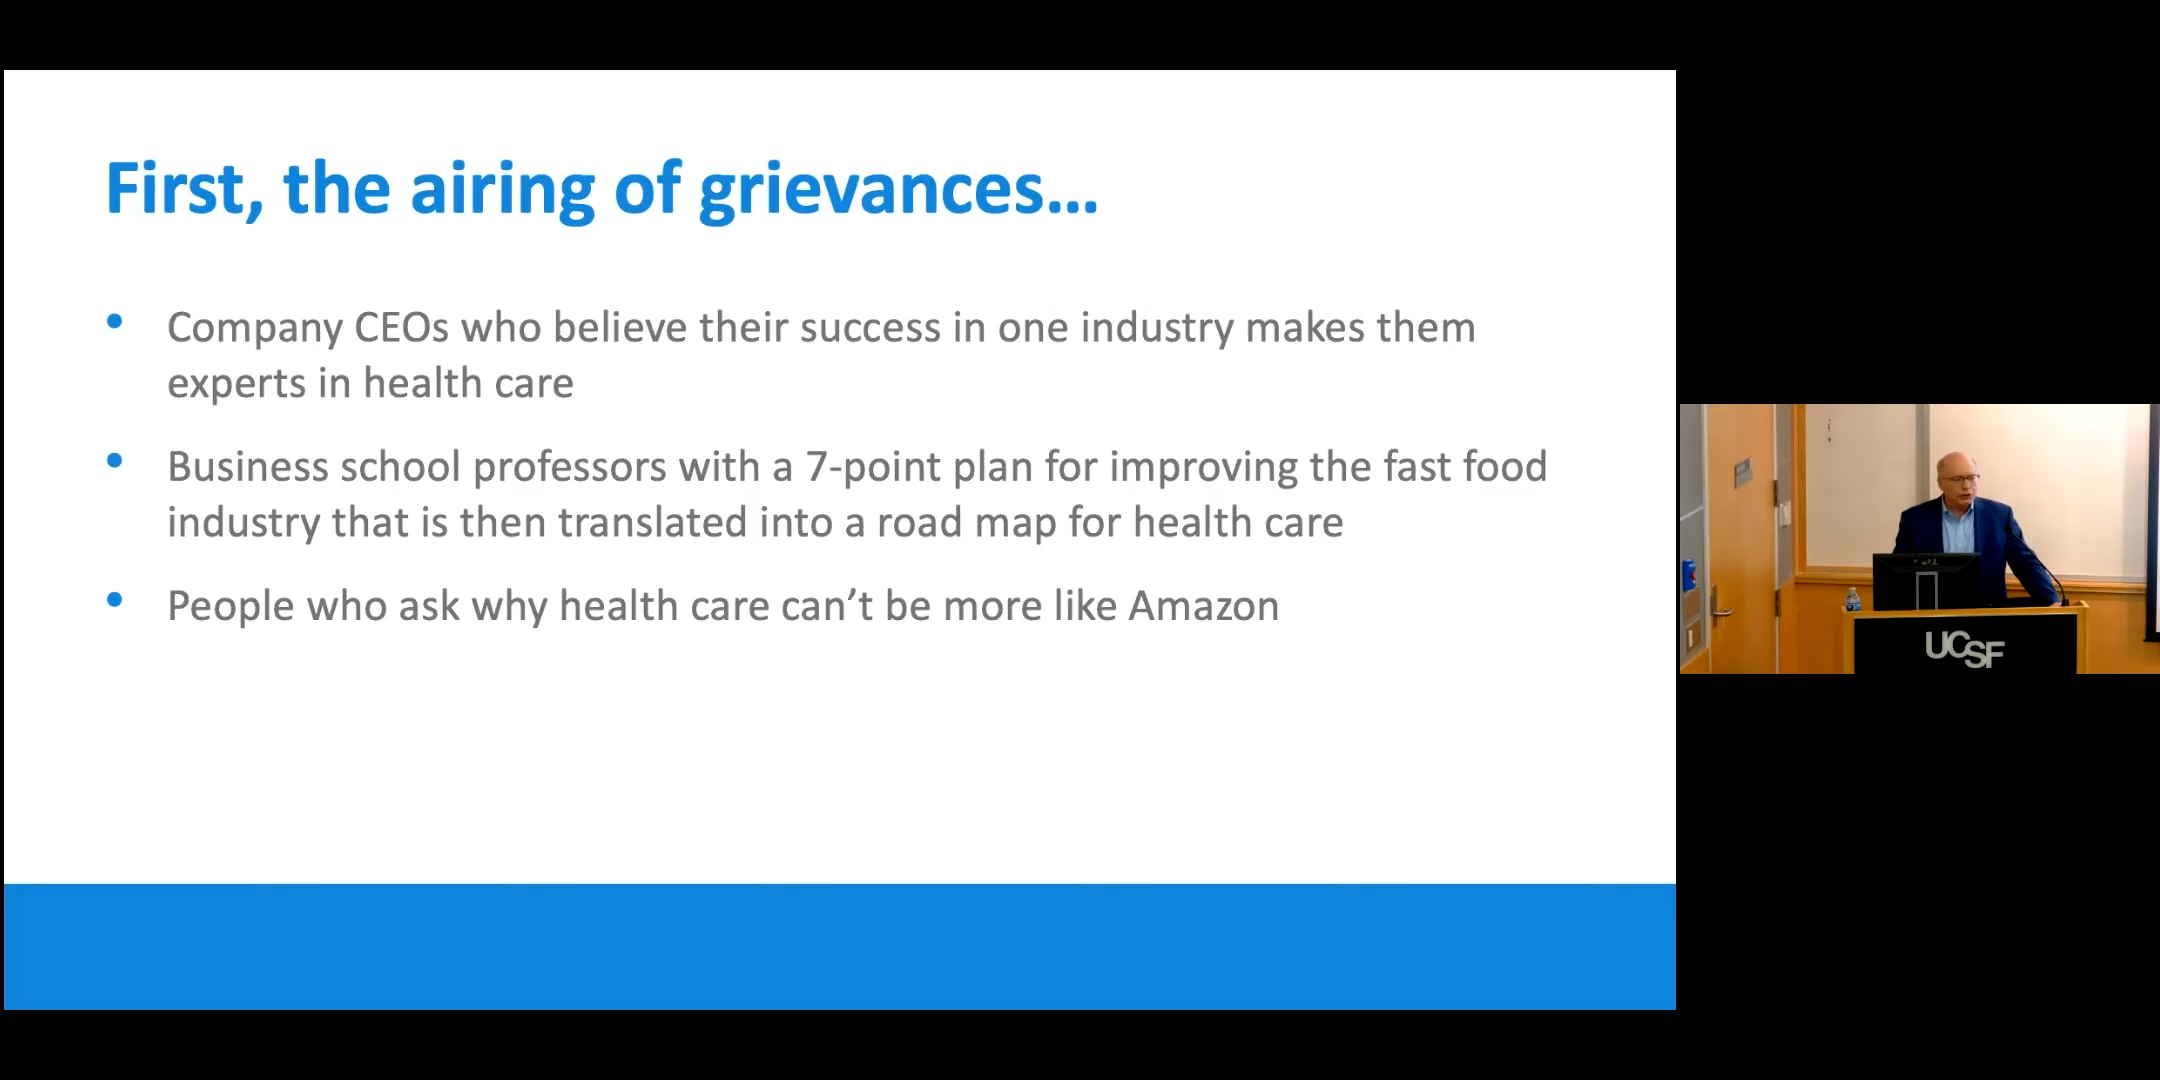 First, the airing of grievances...
• Company CEOs who believe their success in one industry makes them
experts in health care
• Business school professors with a 7-point plan for improving the fast food
industry that is then translated into a road map for health care
• People who ask why health care can’t be more like Amazon
UCSF